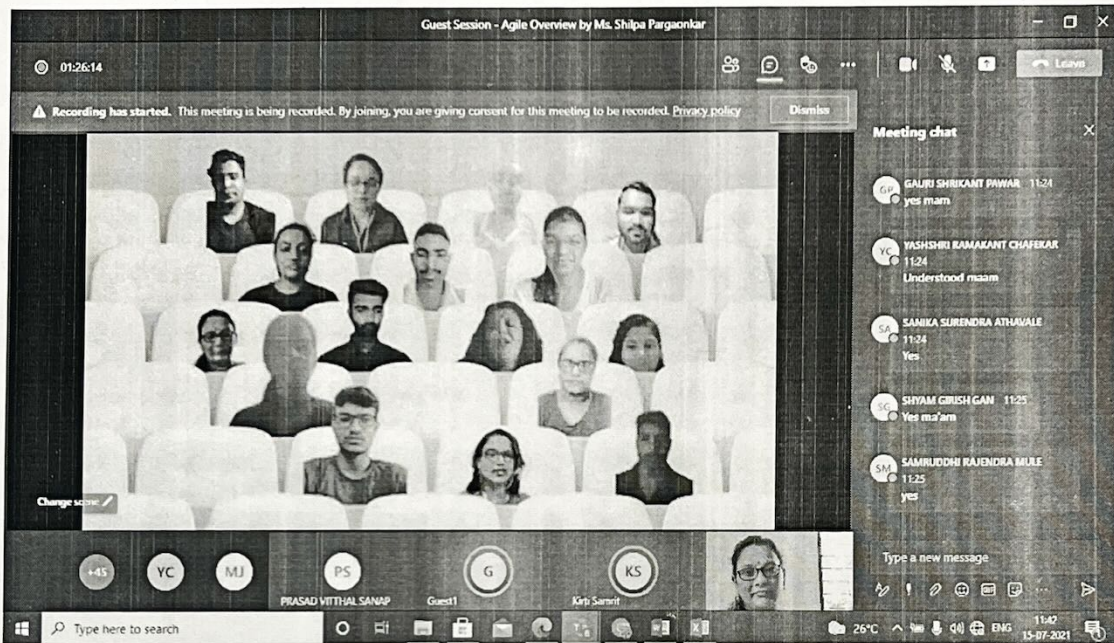 Guest Session - Agile Overview by Ms. Shilpa Pargaonkar
01:26:14
Leave
Recording has started. This meeting is being recorded. By joining, you are giving consent for this meeting to be recorded. Privacy policy
Dismiss
Meeting chat
GP
GAURI SHRIKANT PAWAR 11:24
yes mam
YC
YASHSHRI RAMAKANT CHAFEKAR
11:24
Understood maam
SA
SANIKA SURENDRA ATHAVALE
11:24
Yes
SG
SHYAM GIRISH GAN 11:25
Yes ma'am
SM
SAMRUDDHI RAJENDRA MULE
11:25
yes
Change scene
+45
YC
MJ
PS
G
KS
PRASAD VITTHAL SANAP
Guest1
Kirti Samrit
Type a new message
Type here to search
26°C
ENG
11:42
15-07-2021